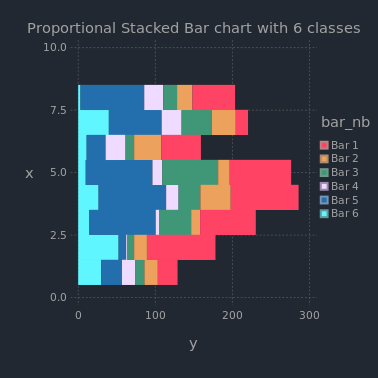 Proportional Stacked Bar chart with 6 classes
10.0
7.5
5.0
2.5
0.0
x
0
100
200
300
y
bar_nb
Bar 1
Bar 2
Bar 3
Bar 4
Bar 5
Bar 6